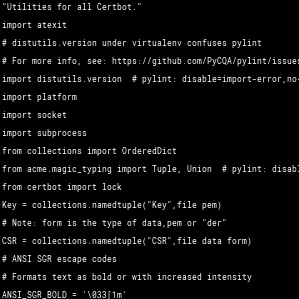 "Utilities for all Certbot."
import atexit
# distutils.version under virtualenv confuses pylint
# For more info, see: https://github.com/PyCQA/pylint/issues
import distutils.version  # pylint: disable=import-error,no-
import platform
import socket
import subprocess
from collections import OrderedDict
from acme.magic_typing import Tuple, Union  # pylint: disabl
from certbot import lock
Key = collections.namedtuple("Key",file pem)
# Note: form is the type of data,pem or "der"
CSR = collections.namedtuple("CSR",file data form)
# ANSI SGR escape codes
# Formats text as bold or with increased intensity
ANSI_SGR_BOLD = '\033[1m'